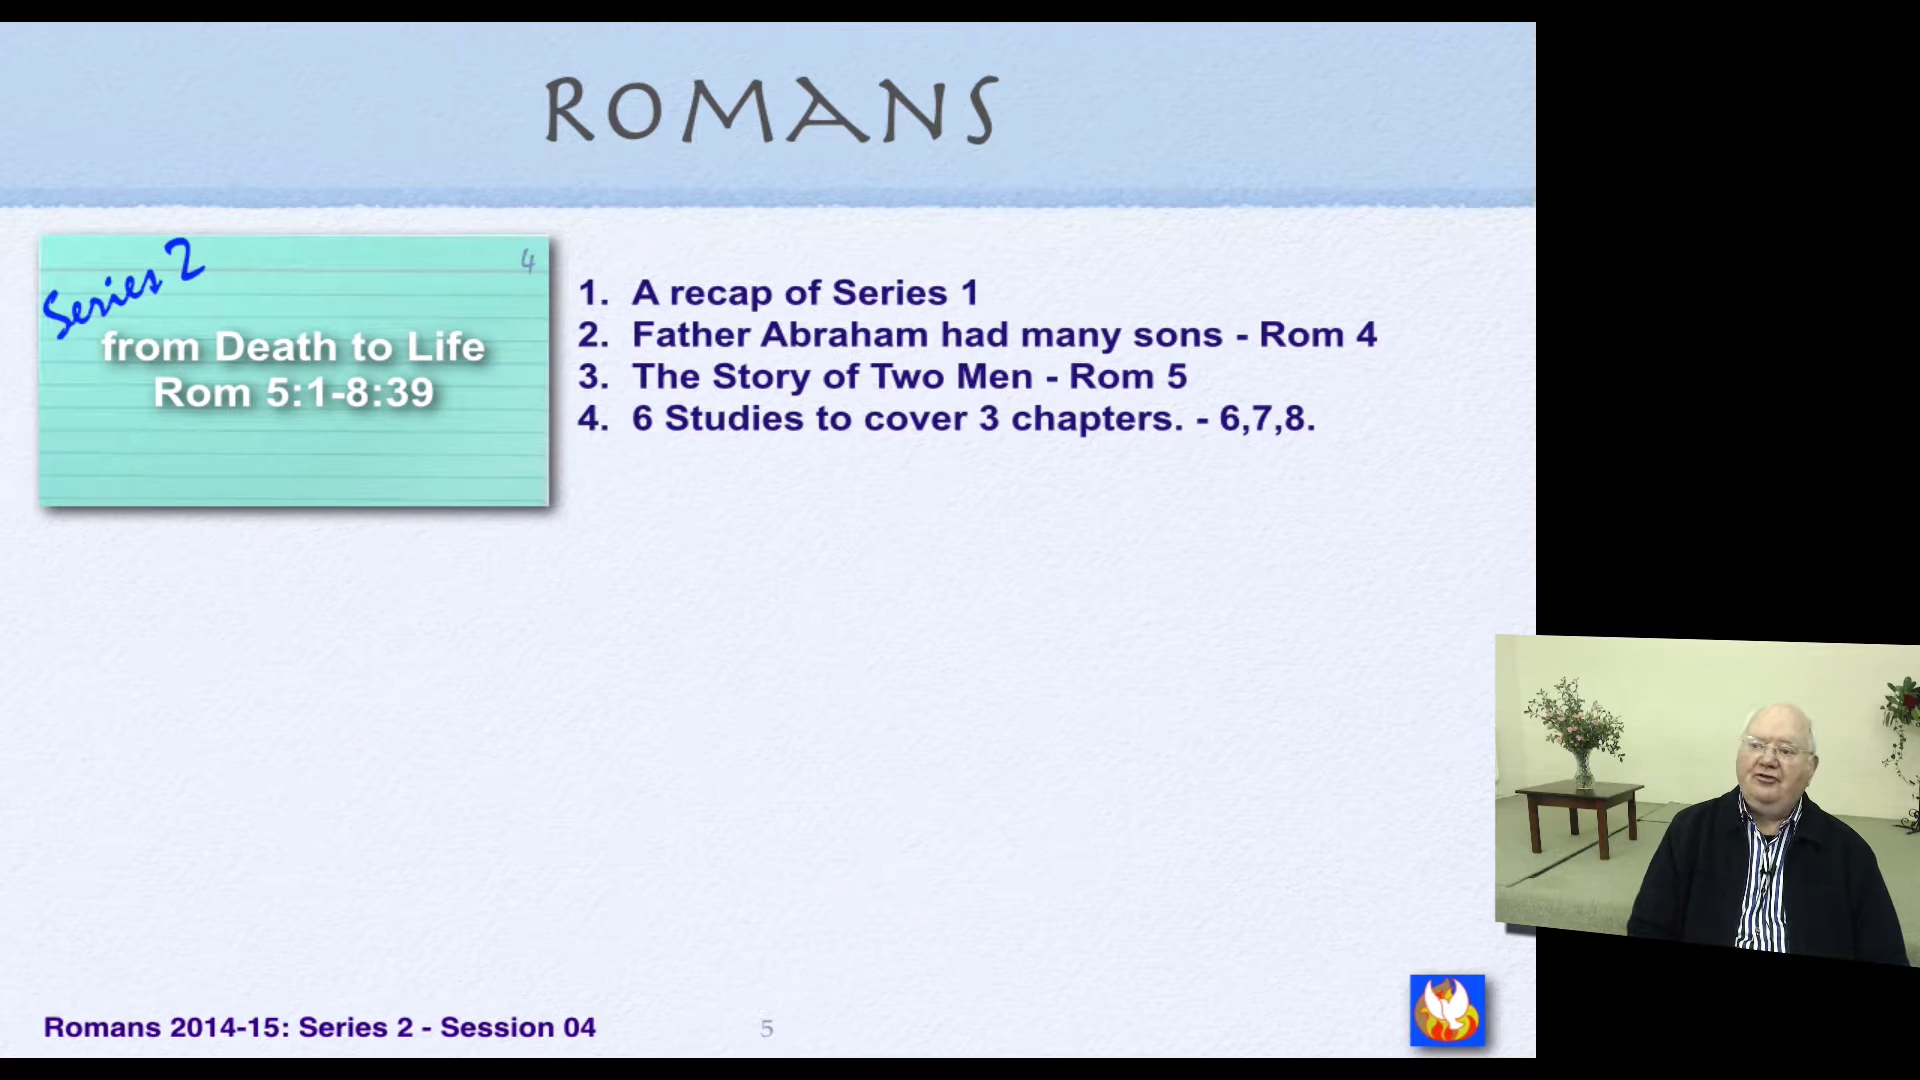 ROMANS
Series 2
4
from Death to Life
Rom 5:1-8:39
1. A recap of Series 1
2. Father Abraham had many sons - Rom 4
3. The Story of Two Men - Rom 5
4. 6 Studies to cover 3 chapters. - 6,7,8.
Romans 2014-15: Series 2 - Session 04
5